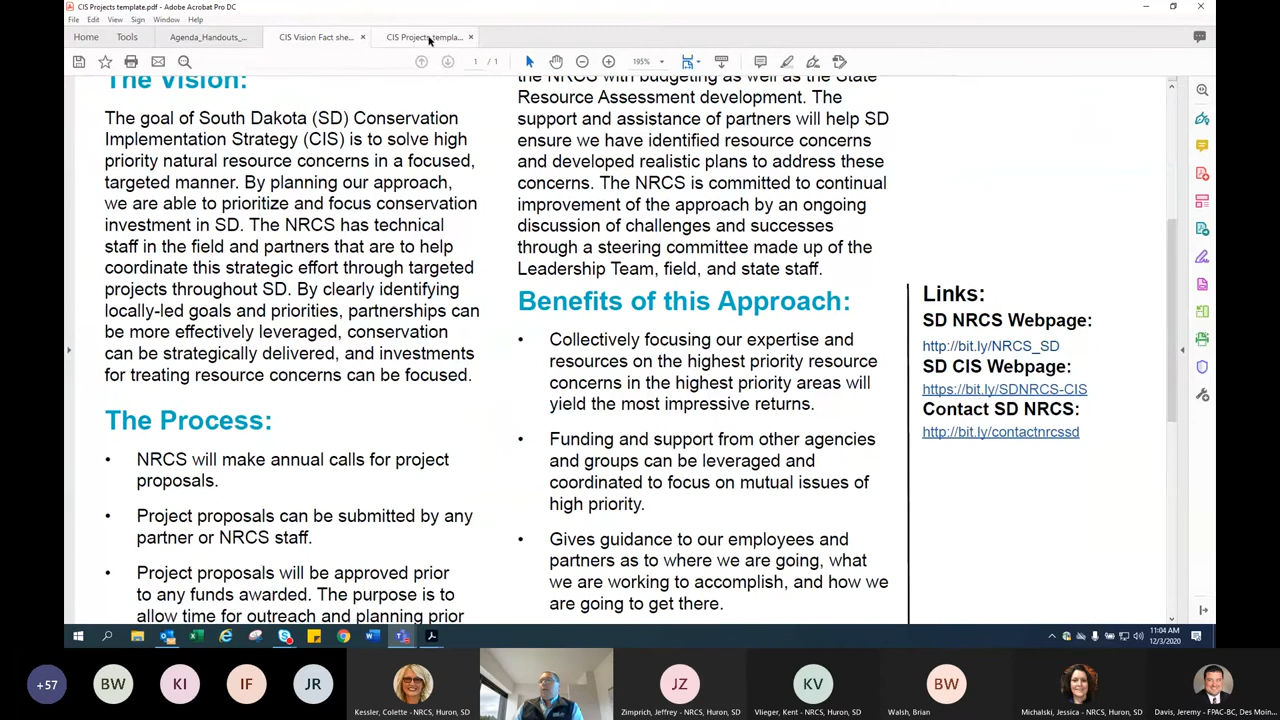 CIS Projects template.pdf - Adobe Acrobat Pro DC
File Edit View Sign Window Help
Home Tools Agenda_Handouts_... CIS Vision Fact she... × CIS Projects templa... ×
1 / 1 195%
The Vision:
The goal of South Dakota (SD) Conservation
Implementation Strategy (CIS) is to solve high
priority natural resource concerns in a focused,
targeted manner. By planning our approach,
we are able to prioritize and focus conservation
investment in SD. The NRCS has technical
staff in the field and partners that are to help
coordinate this strategic effort through targeted
projects throughout SD. By clearly identifying
locally-led goals and priorities, partnerships can
be more effectively leveraged, conservation
can be strategically delivered, and investments
for treating resource concerns can be focused.
The Process:
• NRCS will make annual calls for project
proposals.
• Project proposals can be submitted by any
partner or NRCS staff.
• Project proposals will be approved prior
to any funds awarded. The purpose is to
allow time for outreach and planning prior
the NRCS with budgeting as well as the State
Resource Assessment development. The
support and assistance of partners will help SD
ensure we have identified resource concerns
and developed realistic plans to address these
concerns. The NRCS is committed to continual
improvement of the approach by an ongoing
discussion of challenges and successes
through a steering committee made up of the
Leadership Team, field, and state staff.
Benefits of this Approach:
• Collectively focusing our expertise and
resources on the highest priority resource
concerns in the highest priority areas will
yield the most impressive returns.
• Funding and support from other agencies
and groups can be leveraged and
coordinated to focus on mutual issues of
high priority.
• Gives guidance to our employees and
partners as to where we are going, what
we are working to accomplish, and how we
are going to get there.
Links:
SD NRCS Webpage:
http://bit.ly/NRCS_SD
SD CIS Webpage:
https://bit.ly/SDNRCS-CIS
Contact SD NRCS:
http://bit.ly/contactnrcssd
11:04 AM
12/3/2020
+57 BW KI IF JR JZ KV BW
Kessler, Colette - NRCS, Huron, SD Zimprich, Jeffrey - NRCS, Huron, SD Vlieger, Kent - NRCS, Huron, SD Walsh, Brian Michalski, Jessica - NRCS, Huron, SD Davis, Jeremy - FPAC-BC, Des Moin...